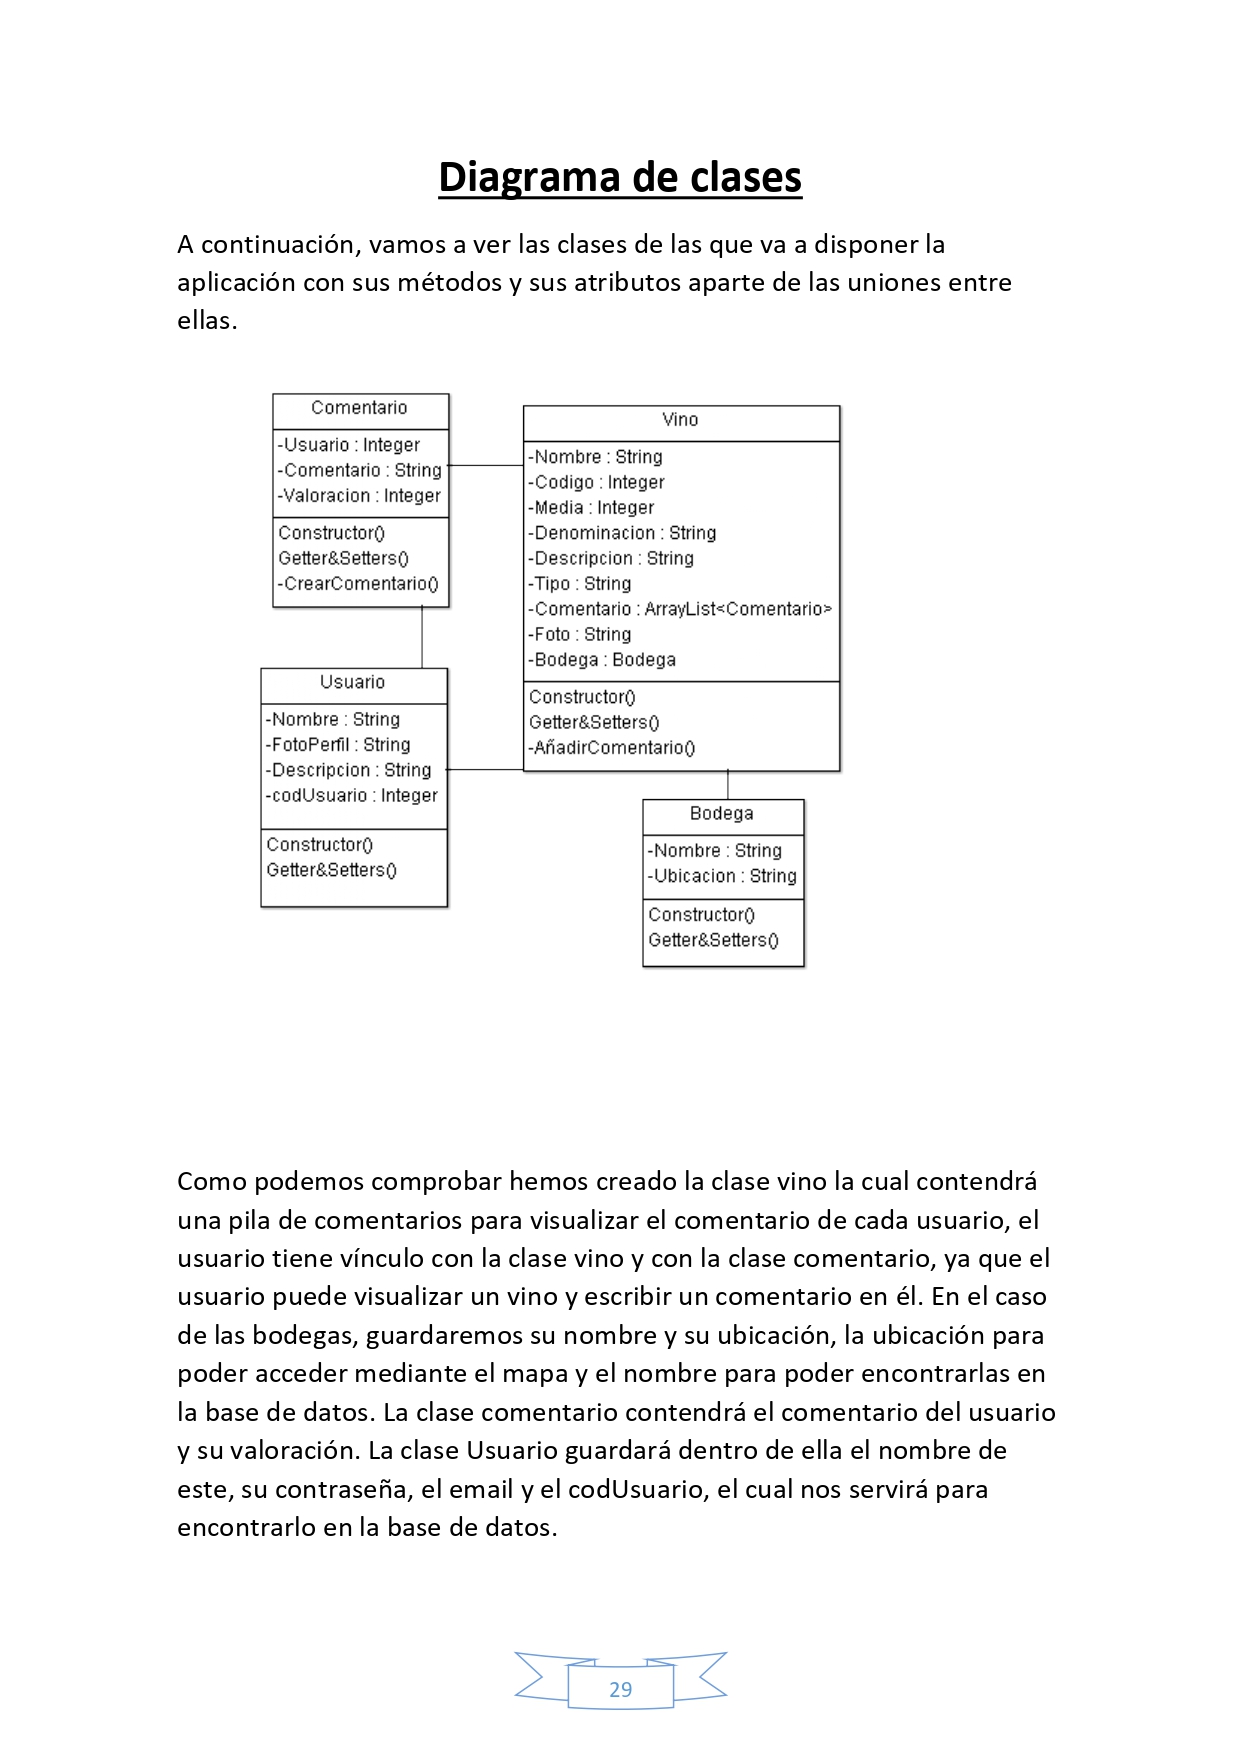 Diagrama de clases
A continuación, vamos a ver las clases de las que va a disponer la
aplicación con sus métodos y sus atributos aparte de las uniones entre
ellas.
Comentario
-Usuario : Integer
-Comentario : String
-Valoracion : Integer
Constructor()
Getter&Setters()
-CrearComentario()
Vino
-Nombre : String
-Codigo : Integer
-Media : Integer
-Denominacion : String
-Descripcion : String
-Tipo : String
-Comentario : ArrayList<Comentario>
-Foto : String
-Bodega : Bodega
Constructor()
Getter&Setters()
-AñadirComentario()
Usuario
-Nombre : String
-FotoPerfil : String
-Descripcion : String
-codUsuario : Integer
Constructor()
Getter&Setters()
Bodega
-Nombre : String
-Ubicacion : String
Constructor()
Getter&Setters()
Como podemos comprobar hemos creado la clase vino la cual contendrá
una pila de comentarios para visualizar el comentario de cada usuario, el
usuario tiene vínculo con la clase vino y con la clase comentario, ya que el
usuario puede visualizar un vino y escribir un comentario en él. En el caso
de las bodegas, guardaremos su nombre y su ubicación, la ubicación para
poder acceder mediante el mapa y el nombre para poder encontrarlas en
la base de datos. La clase comentario contendrá el comentario del usuario
y su valoración. La clase Usuario guardará dentro de ella el nombre de
este, su contraseña, el email y el codUsuario, el cual nos servirá para
encontrarlo en la base de datos.
29